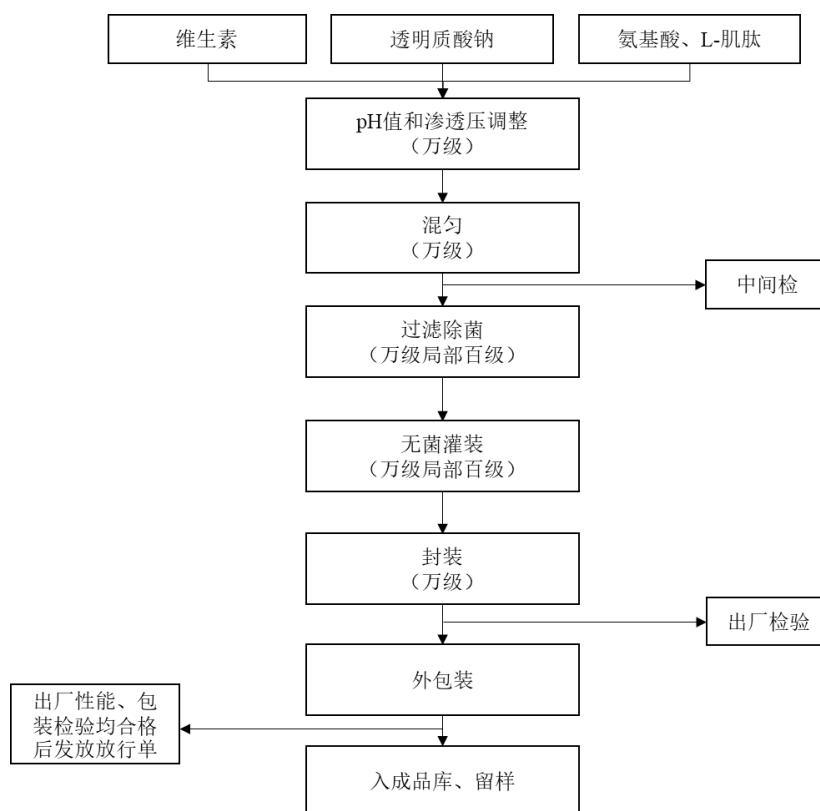 维生素
透明质酸钠
氨基酸、L-肌肽
pH值和渗透压调整
（万级）
混匀
（万级）
中间检
过滤除菌
（万级局部百级）
无菌灌装
（万级局部百级）
封装
（万级）
出厂检验
外包装
出厂性能、包
装检验均合格
后发放放行单
入成品库、留样